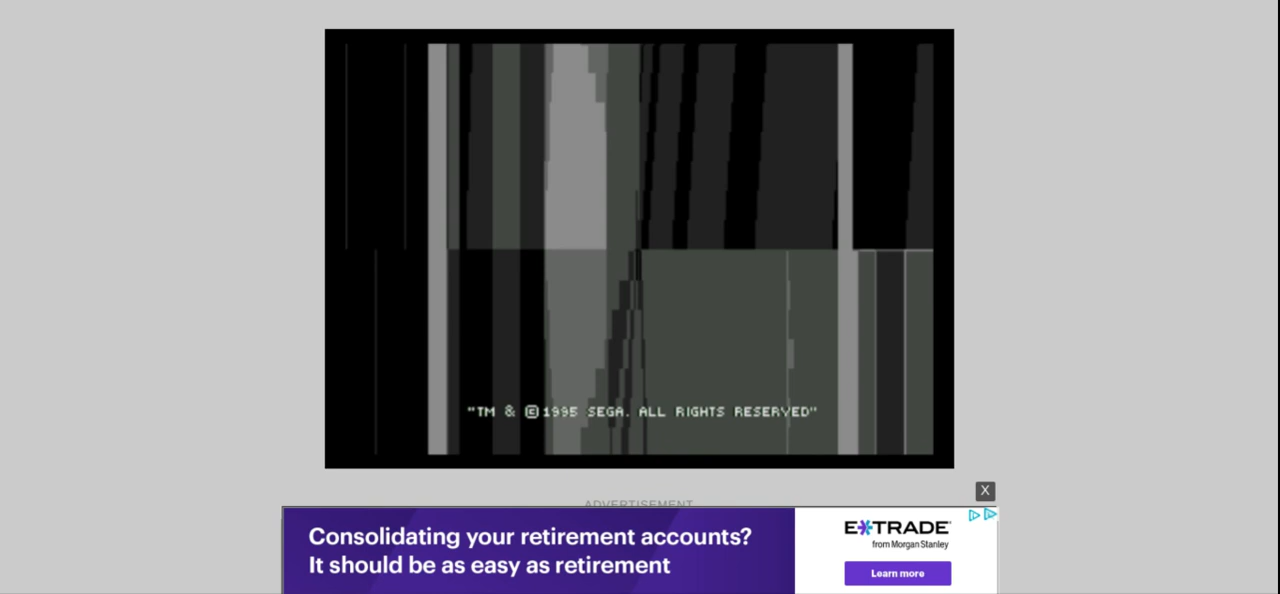 "TM & ©1995 SEGA. ALL RIGHTS RESERVED"
X
ADVERTISEMENT
Consolidating your retirement accounts?
It should be as easy as retirement
E*TRADE
from Morgan Stanley
Learn more